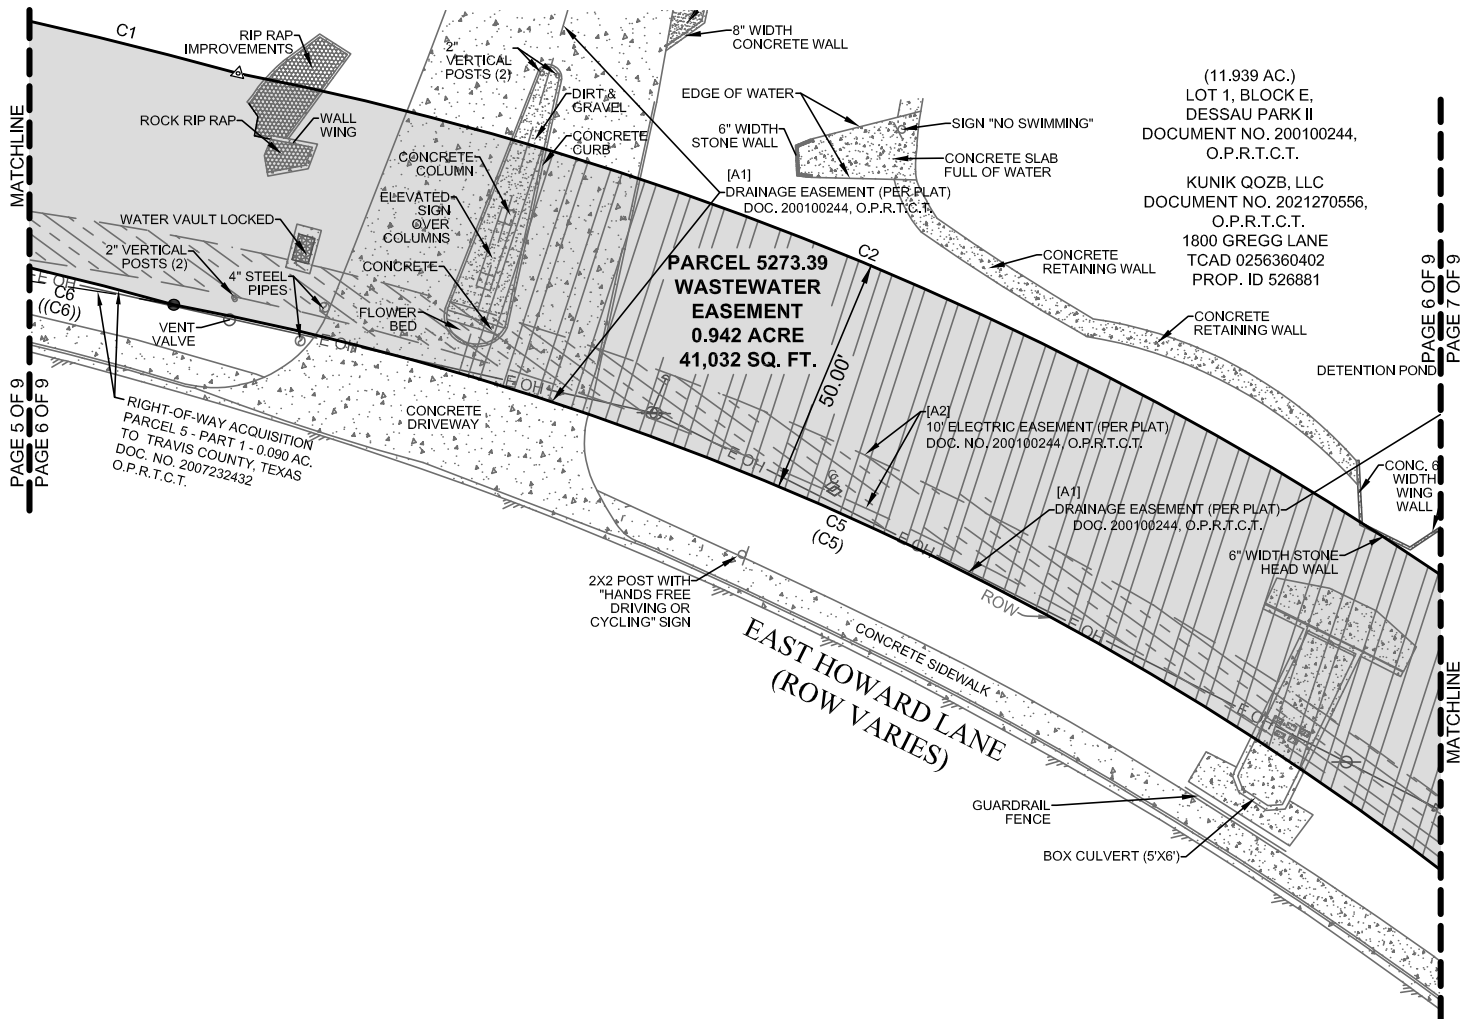 C1
RIP RAP
IMPROVEMENTS
ROCK RIP RAP
WALL
WING
2"
VERTICAL
POSTS (2)
DIRT &
GRAVEL
CONCRETE
CURB
CONCRETE
COLUMN
ELEVATED
SIGN
OVER
COLUMNS
CONCRETE
FLOWER
BED
8" WIDTH
CONCRETE WALL
EDGE OF WATER
6" WIDTH
STONE WALL
SIGN "NO SWIMMING"
CONCRETE SLAB
FULL OF WATER
[A1]
DRAINAGE EASEMENT (PER PLAT)
DOC. 200100244, O.P.R.T.C.T.
(11.939 AC.)
LOT 1, BLOCK E,
DESSAU PARK II
DOCUMENT NO. 200100244,
O.P.R.T.C.T.
KUNIK QOZB, LLC
DOCUMENT NO. 2021270556,
O.P.R.T.C.T.
1800 GREGG LANE
TCAD 0256360402
PROP. ID 526881
MATCHLINE
PAGE 5 OF 9
PAGE 6 OF 9
WATER VAULT LOCKED
2" VERTICAL
POSTS (2)
4" STEEL
PIPES
E OH
C6
((C6))
VENT
VALVE
E OH
RIGHT-OF-WAY ACQUISITION
PARCEL 5 - PART 1 - 0.090 AC.
TO TRAVIS COUNTY, TEXAS
DOC. NO. 2007232432
O.P.R.T.C.T.
CONCRETE
DRIVEWAY
E OH
PARCEL 5273.39
WASTEWATER
EASEMENT
0.942 ACRE
41,032 SQ. FT.
C2
50.00'
CONCRETE
RETAINING WALL
CONCRETE
RETAINING WALL
PAGE 6 OF 9
PAGE 7 OF 9
DETENTION POND
[A2]
10' ELECTRIC EASEMENT (PER PLAT)
DOC. NO. 200100244, O.P.R.T.C.T.
E OH
C5
(C5)
[A1]
DRAINAGE EASEMENT (PER PLAT)
DOC. 200100244, O.P.R.T.C.T.
CONC. 6
WIDTH
WING
WALL
6" WIDTH STONE
HEAD WALL
E OH
ROW
E OH
2X2 POST WITH
"HANDS FREE
DRIVING OR
CYCLING" SIGN
CONCRETE SIDEWALK
EAST HOWARD LANE
(ROW VARIES)
E OH
MATCHLINE
GUARDRAIL
FENCE
BOX CULVERT (5'X6')